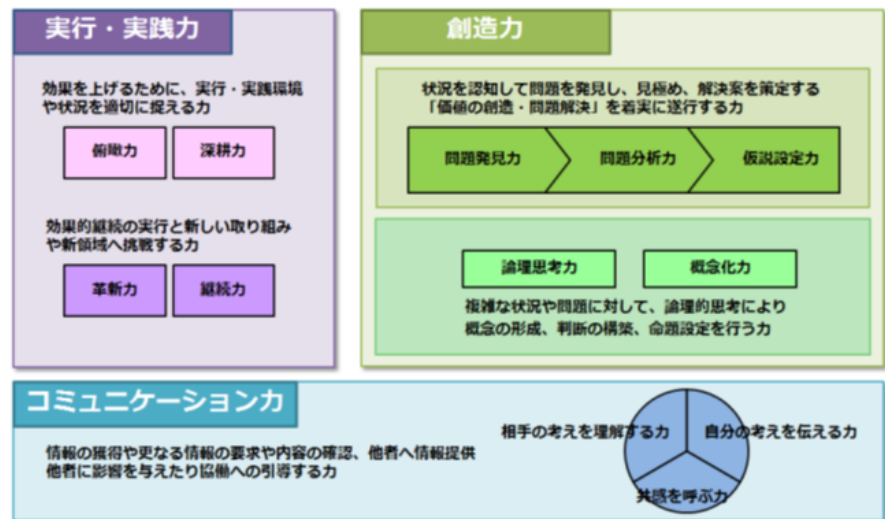 実行・実践力
効果を上げるために、実行・実践環境
や状況を適切に捉える力
俯瞰力
深耕力
効果的継続の実行と新しい取り組み
や新領域へ挑戦する力
革新力
継続力
創造力
状況を認知して問題を発見し、見極め、解決案を策定する
「価値の創造・問題解決」を着実に遂行する力
問題発見力
問題分析力
仮説設定力
論理思考力
概念化力
複雑な状況や問題に対して、論理的思考により
概念の形成、判断の構築、命題設定を行う力
コミュニケーション力
情報の獲得や更なる情報の要求や内容の確認、他者へ情報提供
他者に影響を与えたり協働への引導する力
相手の考えを理解する力
自分の考えを伝える力
共感を呼ぶ力